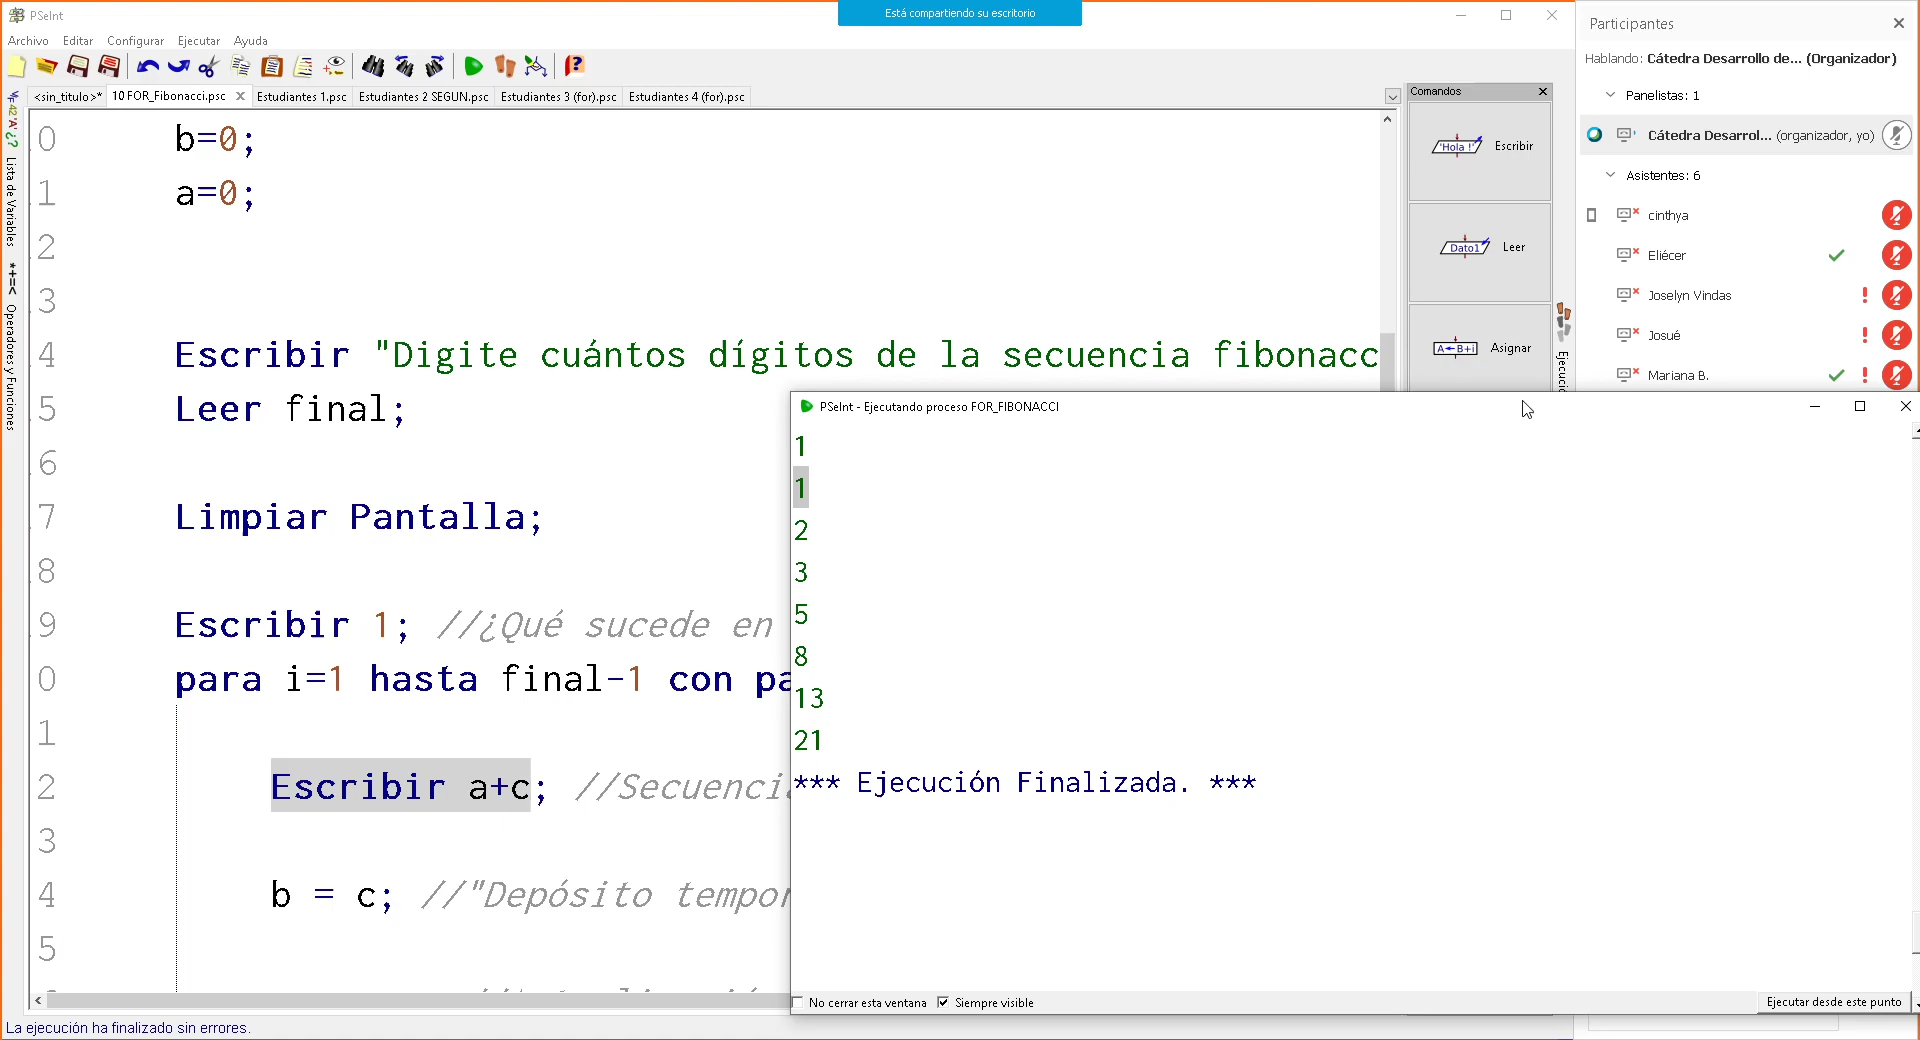 Está compartiendo su escritorio
PSeInt
Archivo Editar Configurar Ejecutar Ayuda
<sin_titulo>* 10 FOR_Fibonacci.psc Estudiantes 1.psc Estudiantes 2 SEGUN.psc Estudiantes 3 (for).psc Estudiantes 4 (for).psc
Lista de Variables
Operadores y Funciones
0 b=0;
1 a=0;
2
3
4 Escribir "Digite cuántos dígitos de la secuencia fibonacc
5 Leer final;
6
7 Limpiar Pantalla;
8
9 Escribir 1; //¿Qué sucede en
0 para i=1 hasta final-1 con pa
1
2 Escribir a+c; //Secuencia
3
4 b = c; //"Depósito tempor
5
La ejecución ha finalizado sin errores.
Comandos
'Hola !' Escribir
Dato1 Leer
A←B+i Asignar
PSeInt - Ejecutando proceso FOR_FIBONACCI
1
1
2
3
5
8
13
21
*** Ejecución Finalizada. ***
No cerrar esta ventana Siempre visible
Ejecutar desde este punto
Participantes
Hablando: Cátedra Desarrollo de... (Organizador)
Panelistas: 1
Cátedra Desarrol... (organizador, yo)
Asistentes: 6
cinthya
Eliécer
Joselyn Vindas
Josué
Mariana B.